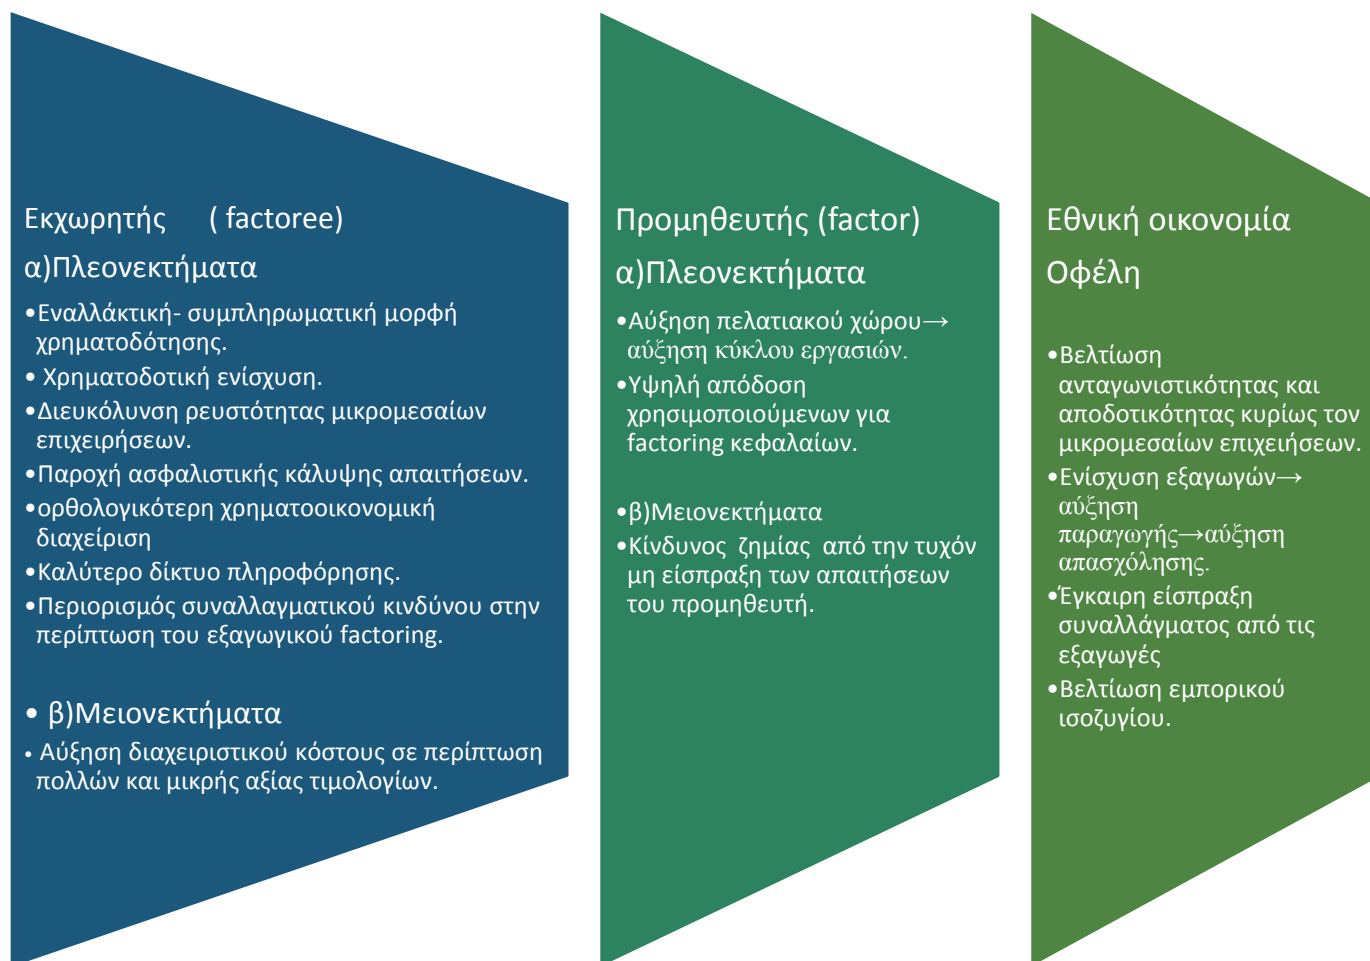 Εκχωρητής ( factoree)
α)Πλεονεκτήματα
•Εναλλάκτική- συμπληρωματική μορφή
χρηματοδότησης.
• Χρηματοδοτική ενίσχυση.
•Διευκόλυνση ρευστότητας μικρομεσαίων
επιχειρήσεων.
•Παροχή ασφαλιστικής κάλυψης απαιτήσεων.
•ορθολογικότερη χρηματοοικονομική
διαχείριση
•Καλύτερο δίκτυο πληροφόρησης.
•Περιορισμός συναλλαγματικού κινδύνου στην
περίπτωση του εξαγωγικού factoring.
• β)Μειονεκτήματα
• Αύξηση διαχειριστικού κόστους σε περίπτωση
πολλών και μικρής αξίας τιμολογίων.
Προμηθευτής (factor)
α)Πλεονεκτήματα
•Αύξηση πελατιακού χώρου→
αύξηση κύκλου εργασιών.
•Υψηλή απόδοση
χρησιμοποιούμενων για
factoring κεφαλαίων.
•β)Μειονεκτήματα
•Κίνδυνος ζημίας από την τυχόν
μη είσπραξη των απαιτήσεων
του προμηθευτή.
Εθνική οικονομία
Οφέλη
•Βελτίωση
ανταγωνιστικότητας και
αποδοτικότητας κυρίως τον
μικρομεσαίων επιχειήσεων.
•Ενίσχυση εξαγωγών→
αύξηση
παραγωγής→αύξηση
απασχόλησης.
•Έγκαιρη είσπραξη
συναλλάγματος από τις
εξαγωγές
•Βελτίωση εμπορικού
ισοζυγίου.